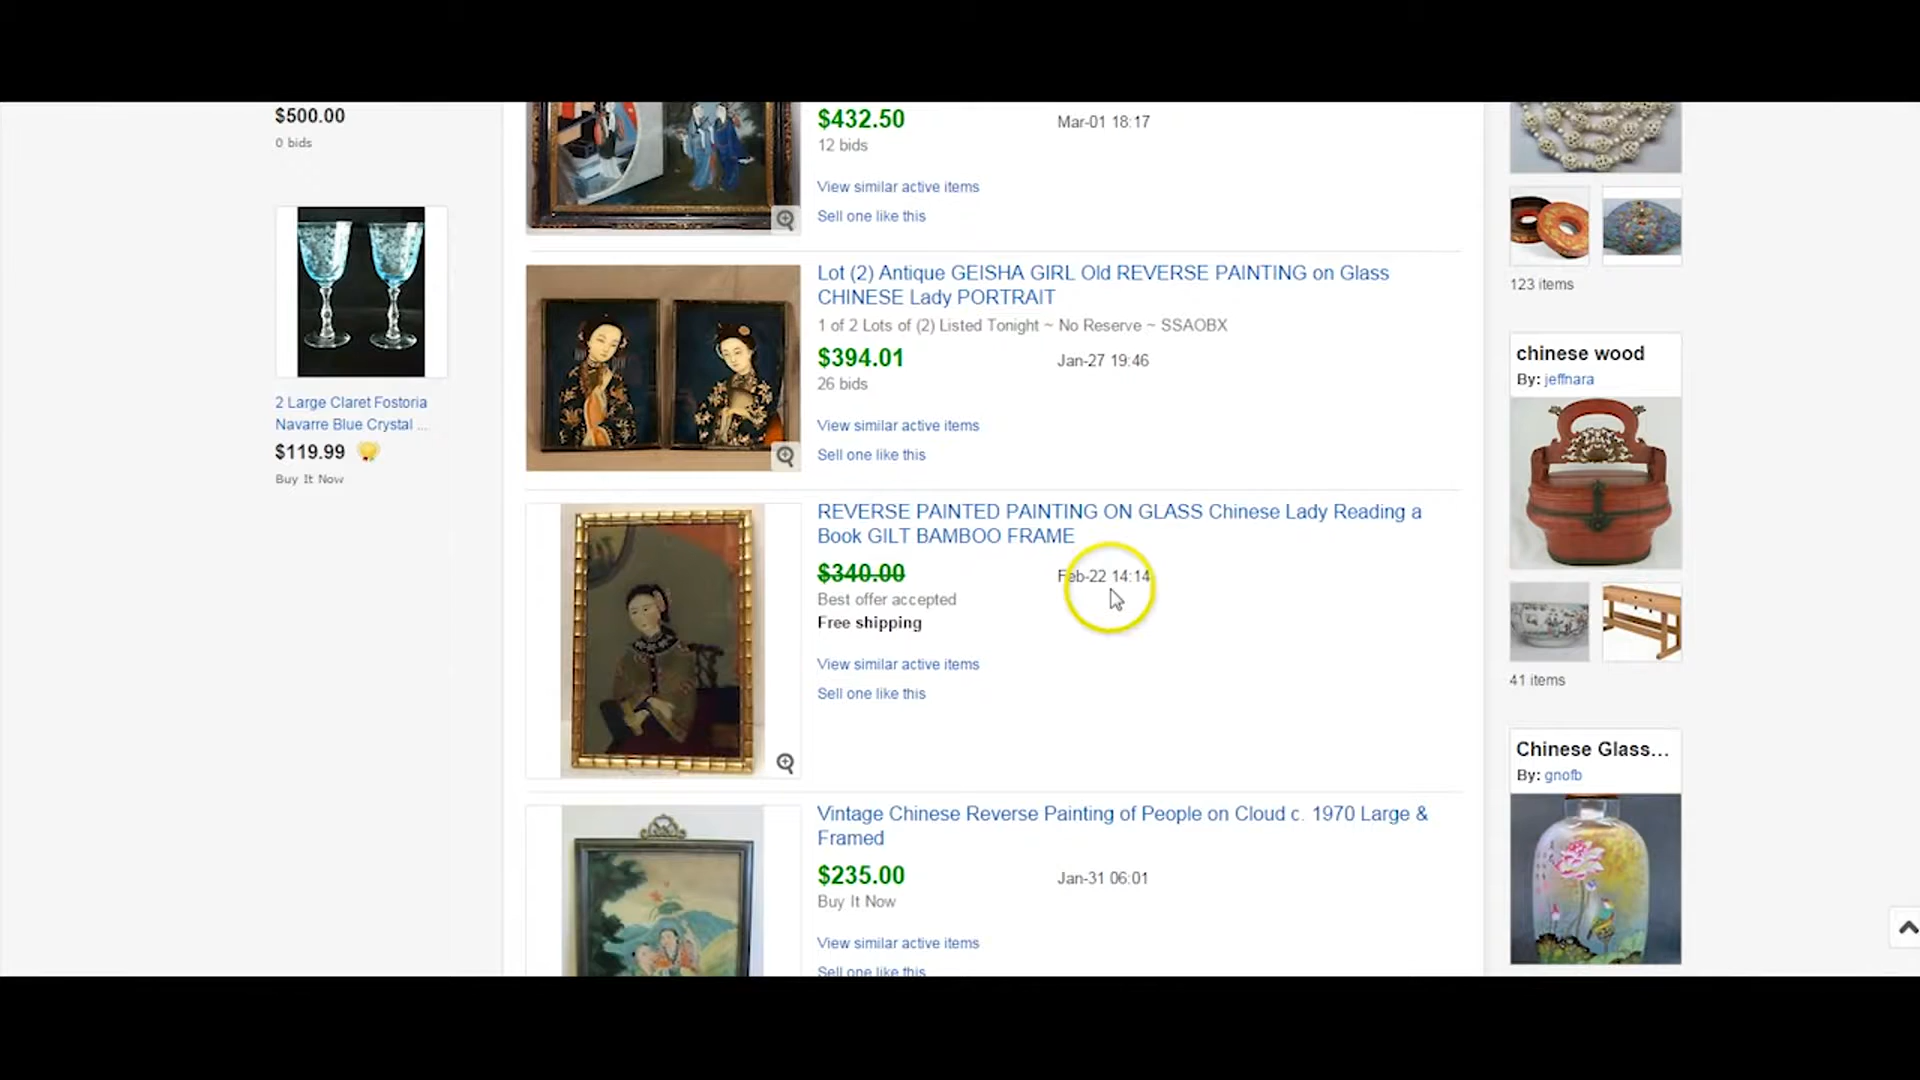 $500.00
0 bids
2 Large Claret Fostoria
Navarre Blue Crystal ...
$119.99
Buy It Now
$432.50
Mar-01 18:17
12 bids
View similar active items
Sell one like this
Lot (2) Antique GEISHA GIRL Old REVERSE PAINTING on Glass
CHINESE Lady PORTRAIT
1 of 2 Lots of (2) Listed Tonight ~ No Reserve ~ SSAOBX
$394.01
Jan-27 19:46
26 bids
View similar active items
Sell one like this
REVERSE PAINTED PAINTING ON GLASS Chinese Lady Reading a
Book GILT BAMBOO FRAME
$340.00
Feb-22 14:14
Best offer accepted
Free shipping
View similar active items
Sell one like this
Vintage Chinese Reverse Painting of People on Cloud c. 1970 Large &
Framed
$235.00
Jan-31 06:01
Buy It Now
View similar active items
Sell one like this
123 items
chinese wood
By: jeffnara
41 items
Chinese Glass...
By: gnofb